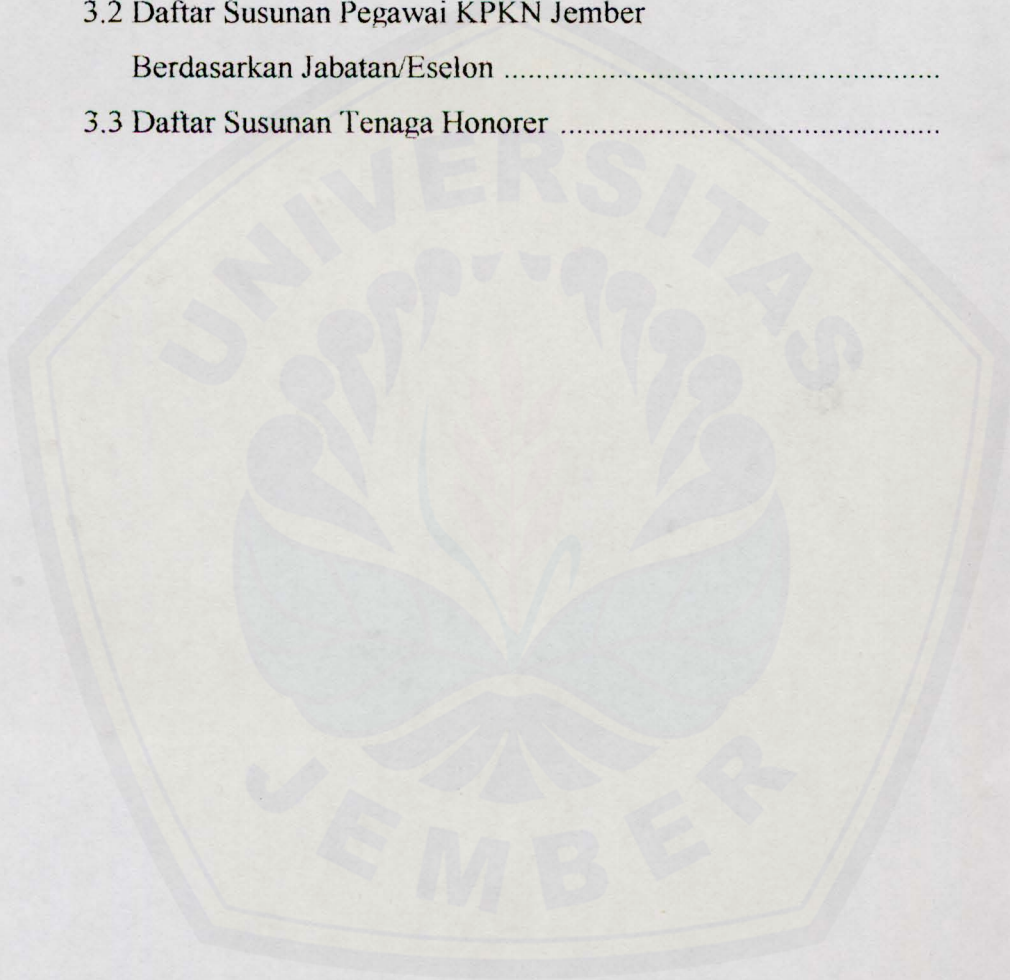 3.2 Daftar Susunan Pegawai KPKN Jember
Berdasarkan Jabatan/Eselon ......................................................
3.3 Daftar Susunan Tenaga Honorer ...............................................
UNIVERSITAS
JEMBER